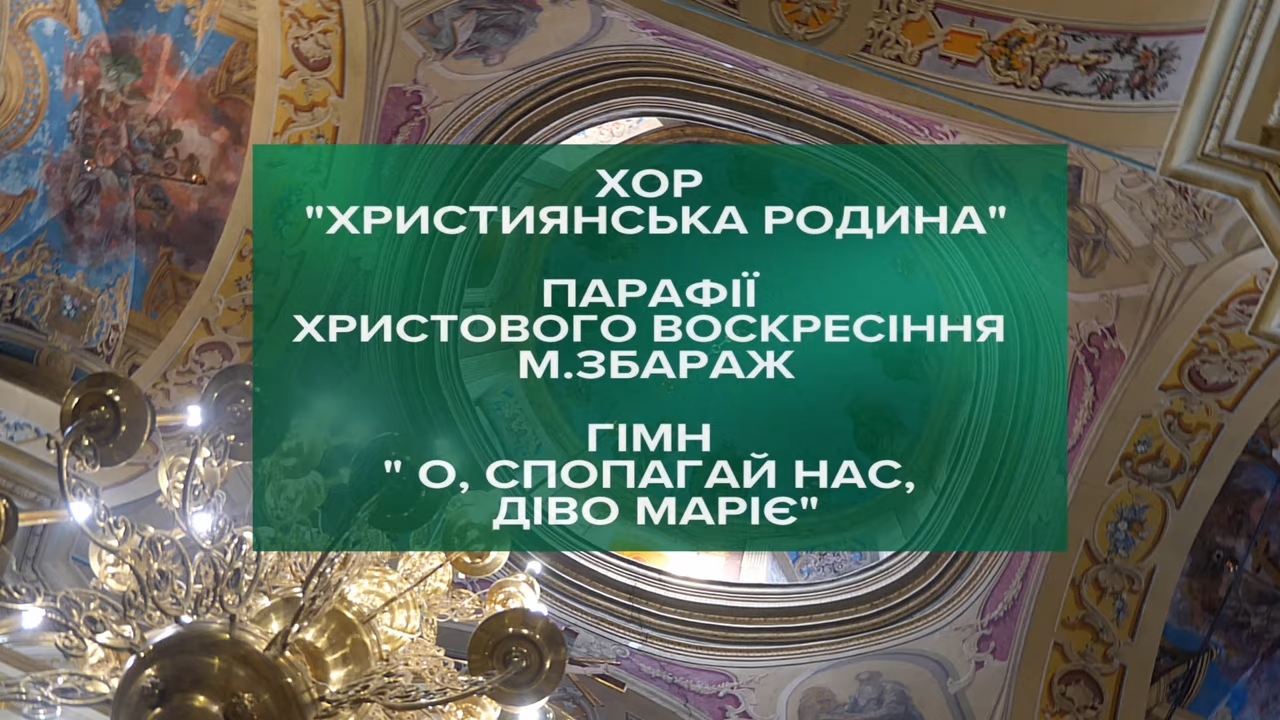 ХОР
"ХРИСТИЯНСЬКА РОДИНА"
ПАРАФІЇ
ХРИСТОВОГО ВОСКРЕСІННЯ
М.ЗБАРАЖ
ГІМН
" О, СПОПАГАЙ НАС,
ДІВО МАРІЄ"